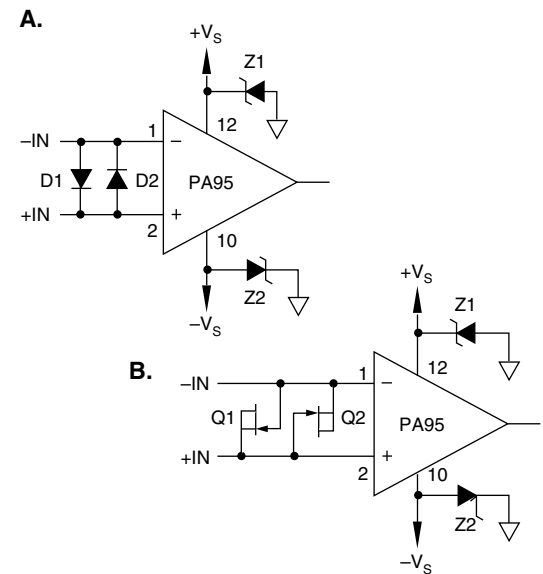 A.
+VS
Z1
12
–IN
1
–
D1
D2
PA95
+IN
+
2
10
Z2
–VS
B.
+VS
Z1
12
–IN
1
–
Q1
Q2
PA95
+IN
+
2
10
Z2
–VS